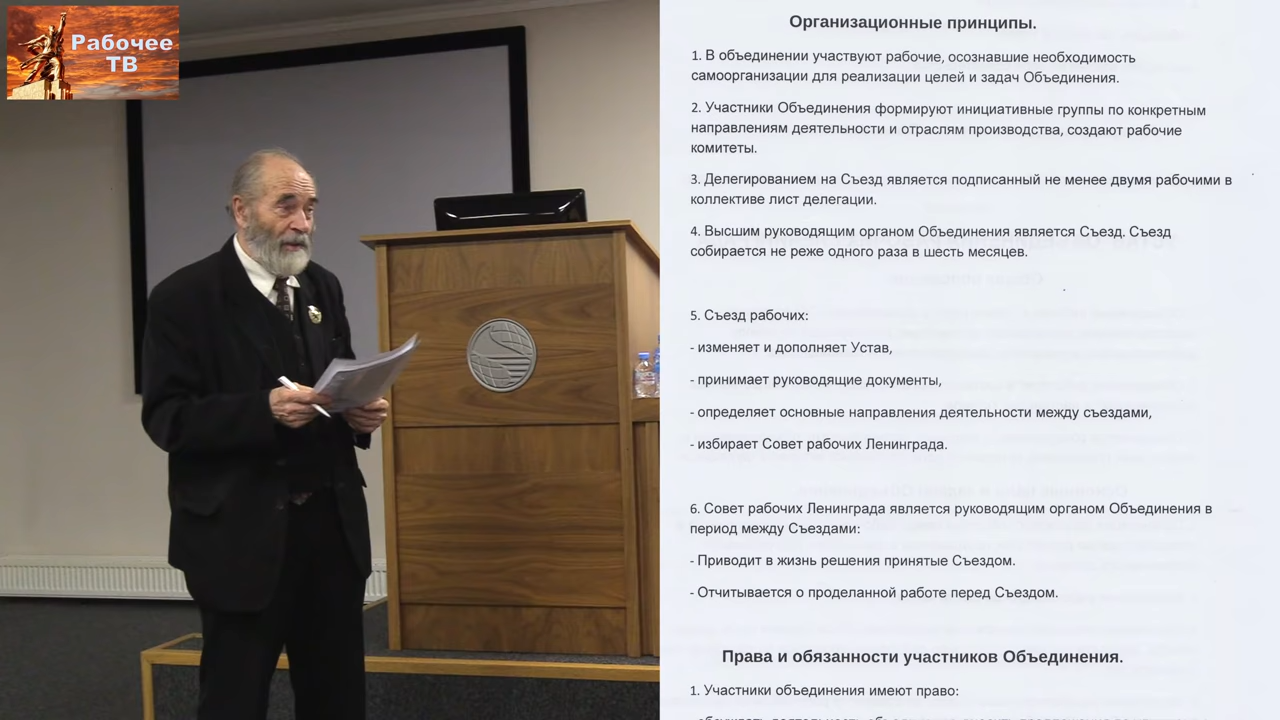 Рабочее
ТВ
Организационные принципы.
1. В объединении участвуют рабочие, осознавшие необходимость
самоорганизации для реализации целей и задач Объединения.
2. Участники Объединения формируют инициативные группы по конкретным
направлениям деятельности и отраслям производства, создают рабочие
комитеты.
3. Делегированием на Съезд является подписанный не менее двумя рабочими в
коллективе лист делегации.
4. Высшим руководящим органом Объединения является Съезд. Съезд
собирается не реже одного раза в шесть месяцев.
5. Съезд рабочих:
- изменяет и дополняет Устав,
- принимает руководящие документы,
- определяет основные направления деятельности между съездами,
- избирает Совет рабочих Ленинграда.
6. Совет рабочих Ленинграда является руководящим органом Объединения в
период между Съездами:
- Приводит в жизнь решения принятые Съездом.
- Отчитывается о проделанной работе перед Съездом.
Права и обязанности участников Объединения.
1. Участники объединения имеют право: